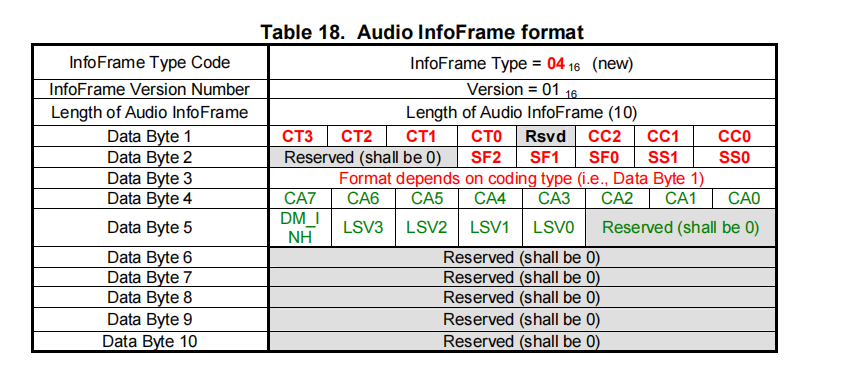 Table 18. Audio InfoFrame format
InfoFrame Type Code InfoFrame Type = 04 16 (new)
InfoFrame Version Number Version = 01 16
Length of Audio InfoFrame Length of Audio InfoFrame (10)
Data Byte 1 CT3 CT2 CT1 CT0 Rsvd CC2 CC1 CC0
Data Byte 2 Reserved (shall be 0) SF2 SF1 SF0 SS1 SS0
Data Byte 3 Format depends on coding type (i.e., Data Byte 1)
Data Byte 4 CA7 CA6 CA5 CA4 CA3 CA2 CA1 CA0
Data Byte 5 DM_I NH LSV3 LSV2 LSV1 LSV0 Reserved (shall be 0)
Data Byte 6 Reserved (shall be 0)
Data Byte 7 Reserved (shall be 0)
Data Byte 8 Reserved (shall be 0)
Data Byte 9 Reserved (shall be 0)
Data Byte 10 Reserved (shall be 0)